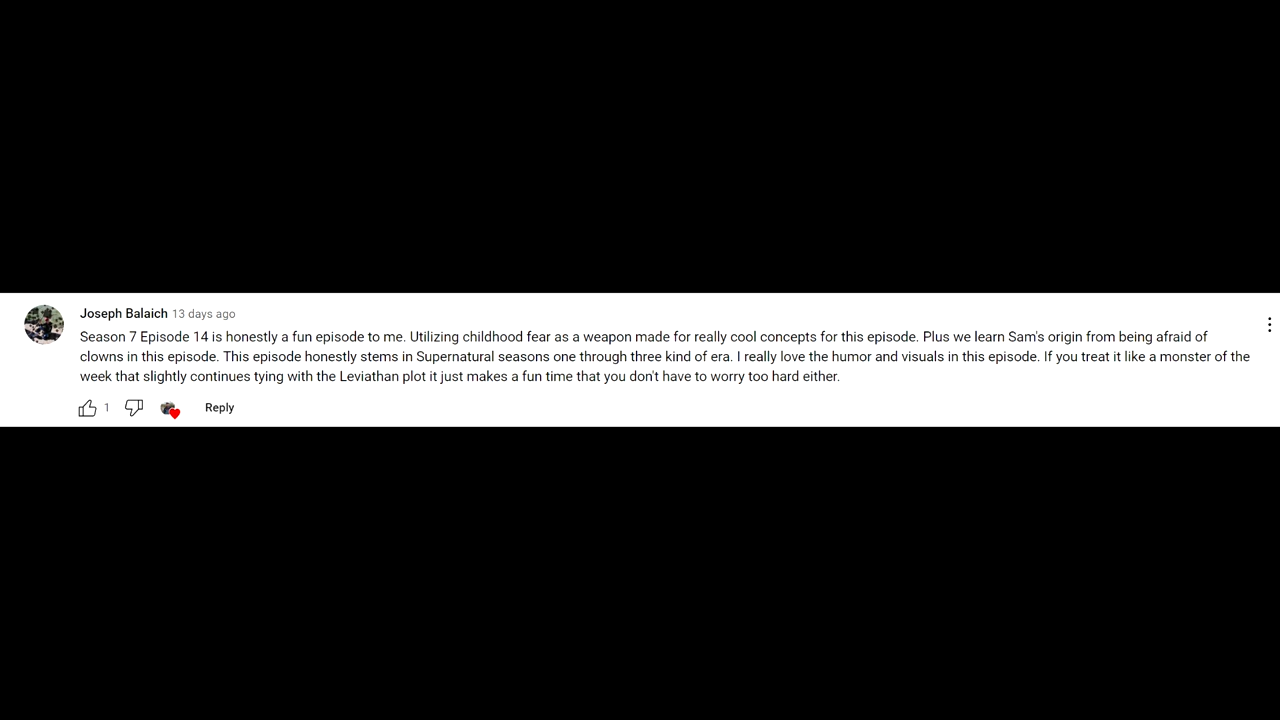 Joseph Balaich 13 days ago
Season 7 Episode 14 is honestly a fun episode to me. Utilizing childhood fear as a weapon made for really cool concepts for this episode. Plus we learn Sam's origin from being afraid of
clowns in this episode. This episode honestly stems in Supernatural seasons one through three kind of era. I really love the humor and visuals in this episode. If you treat it like a monster of the
week that slightly continues tying with the Leviathan plot it just makes a fun time that you don't have to worry too hard either.
1 Reply